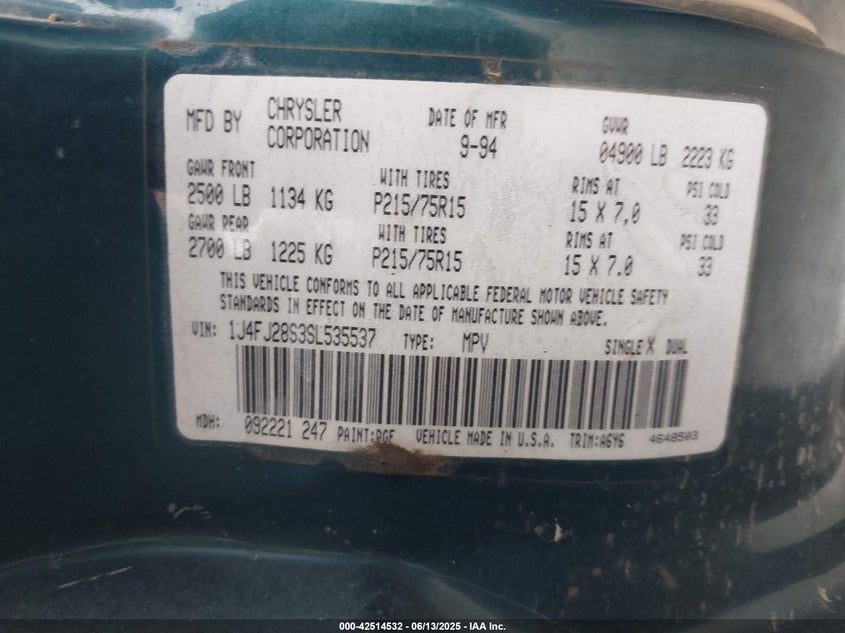 MFD BY CHRYSLER CORPORATION DATE OF MFR 9-94 GVWR 04900 LB 2223 KG
GAWR FRONT WITH TIRES RIMS AT PSI COLD
2500 LB 1134 KG P215/75R15 15 X 7.0 33
GAWR REAR WITH TIRES RIMS AT PSI COLD
2700 LB 1225 KG P215/75R15 15 X 7.0 33
THIS VEHICLE CONFORMS TO ALL APPLICABLE FEDERAL MOTOR VEHICLE SAFETY
STANDARDS IN EFFECT ON THE DATE OF MANUFACTURE SHOWN ABOVE.
VIN: 1J4FJ28S3SL535537 TYPE: MPV SINGLE X DUAL
MDH: 092221 247 PAINT:PGF VEHICLE MADE IN U.S.A. TRIM:A6Y6 4648503
000-42514532 - 06/13/2025 - IAA Inc.